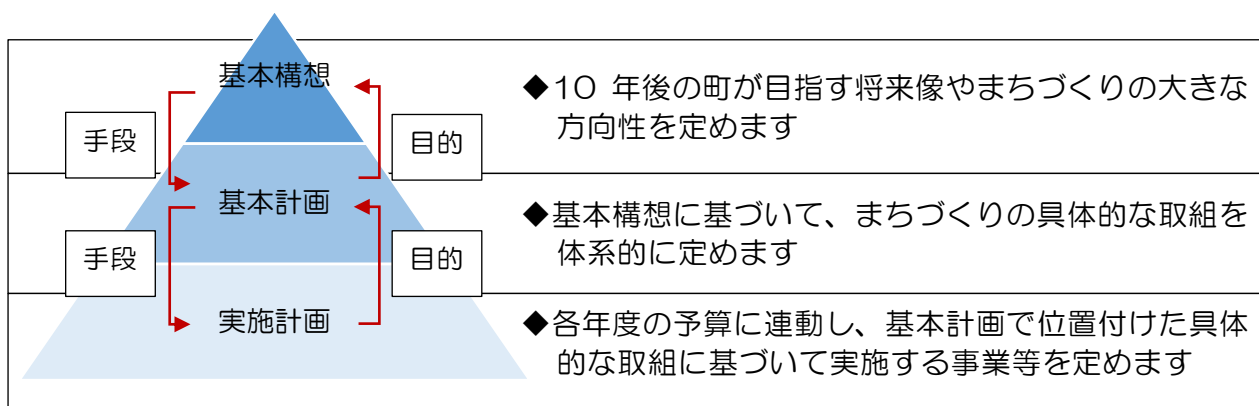 基本構想
◆10 年後の町が目指す将来像やまちづくりの大きな
方向性を定めます
手段
目的
基本計画
◆基本構想に基づいて、まちづくりの具体的な取組を
体系的に定めます
手段
目的
実施計画
◆各年度の予算に連動し、基本計画で位置付けた具体
的な取組に基づいて実施する事業等を定めます